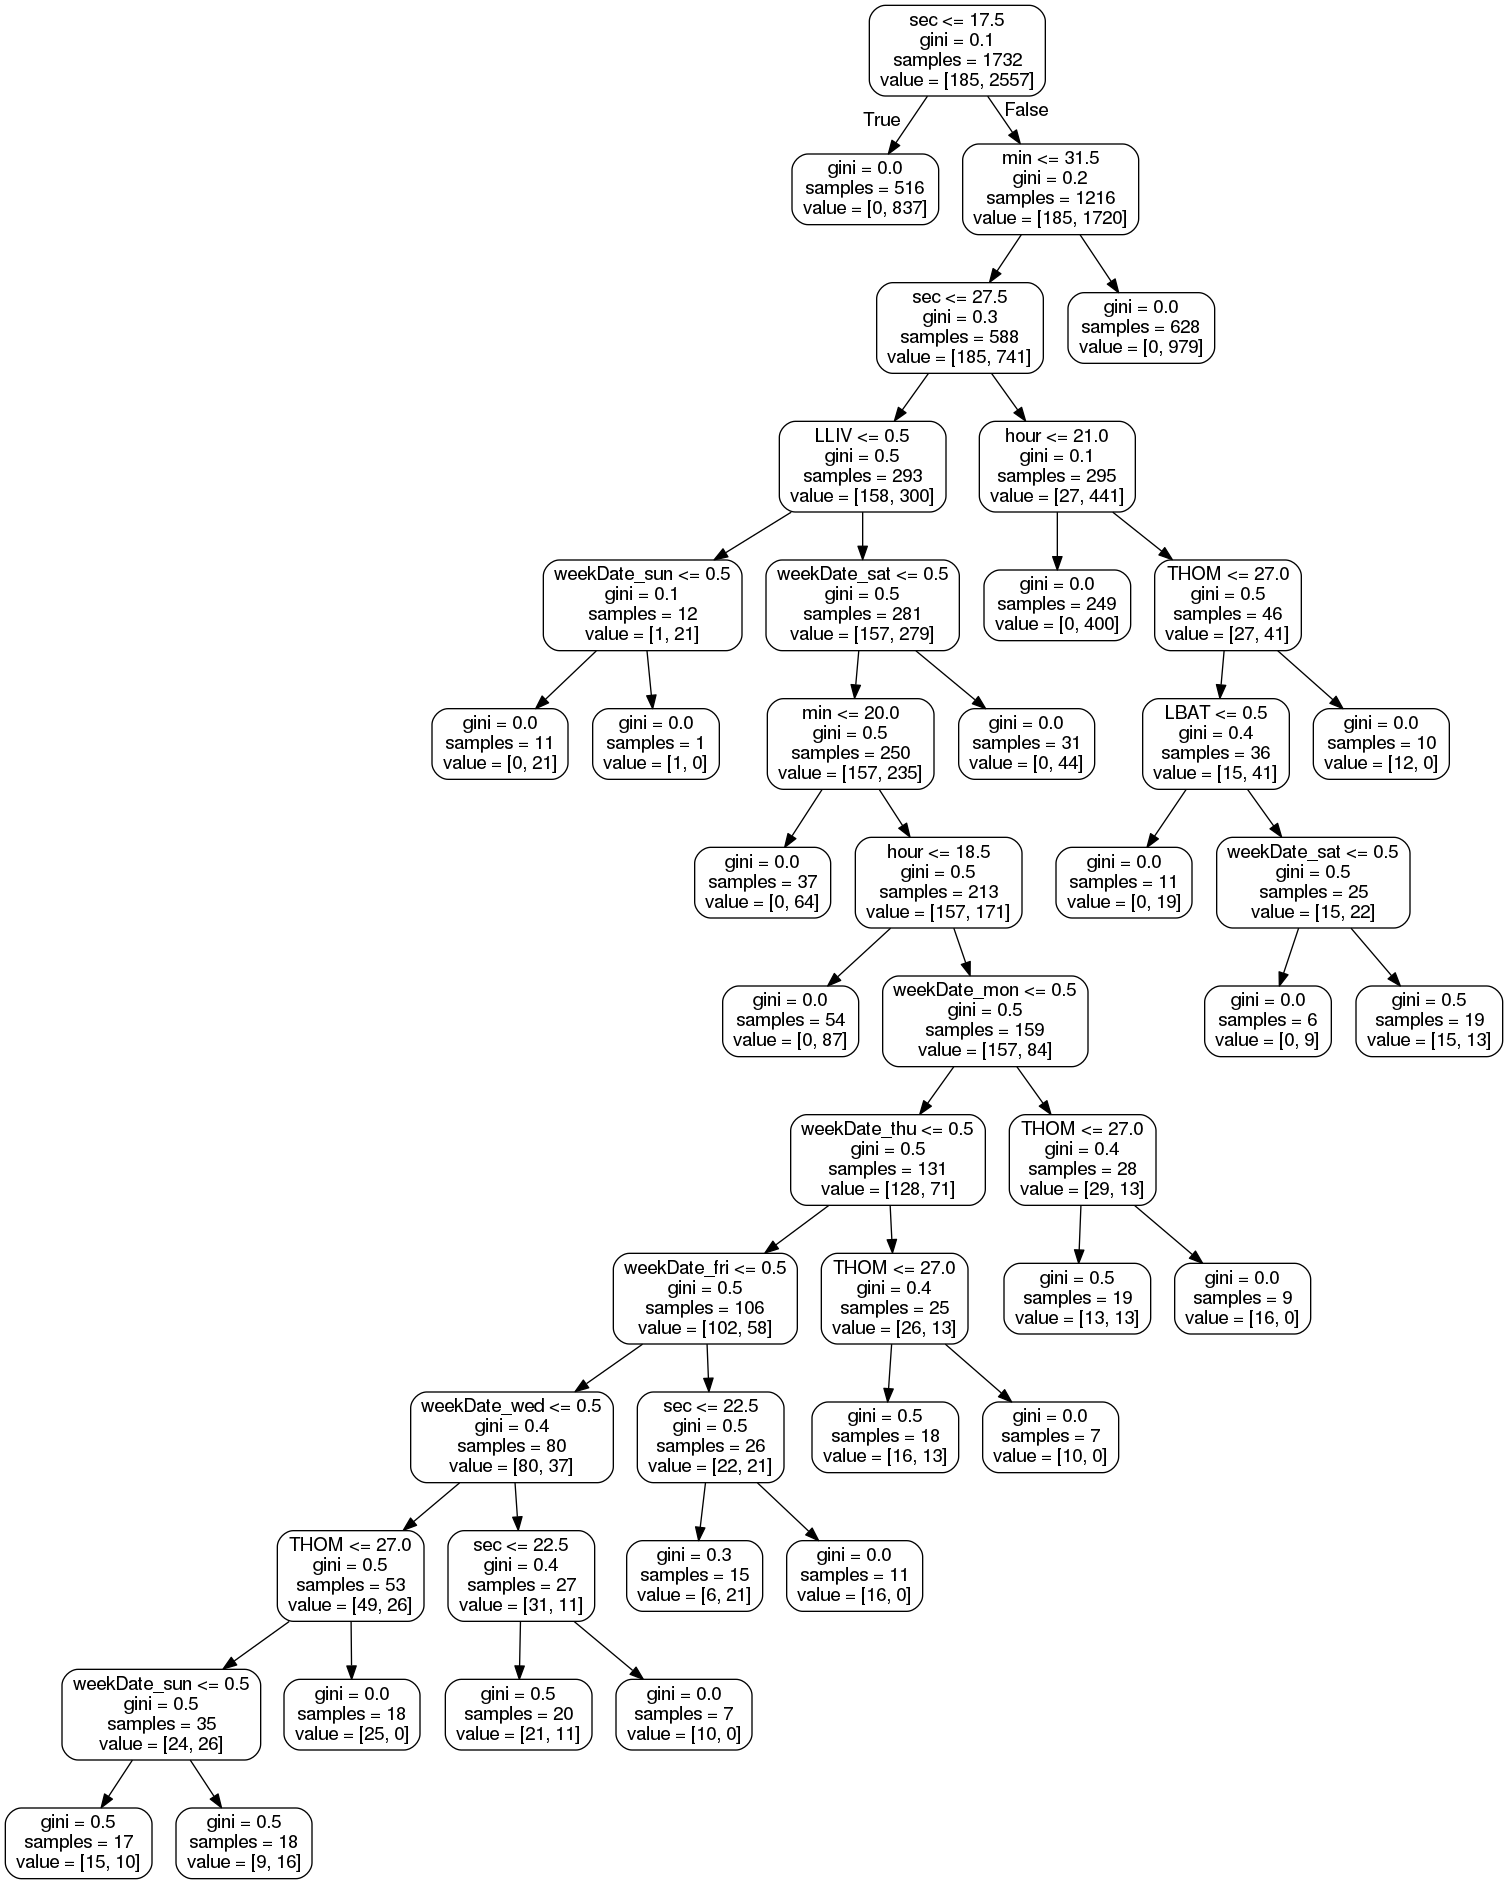 sec <= 17.5
gini = 0.1
samples = 1732
value = [185, 2557]
True
False
gini = 0.0
samples = 516
value = [0, 837]
min <= 31.5
gini = 0.2
samples = 1216
value = [185, 1720]
sec <= 27.5
gini = 0.3
samples = 588
value = [185, 741]
gini = 0.0
samples = 628
value = [0, 979]
LLIV <= 0.5
gini = 0.5
samples = 293
value = [158, 300]
hour <= 21.0
gini = 0.1
samples = 295
value = [27, 441]
weekDate_sun <= 0.5
gini = 0.1
samples = 12
value = [1, 21]
weekDate_sat <= 0.5
gini = 0.5
samples = 281
value = [157, 279]
gini = 0.0
samples = 249
value = [0, 400]
THOM <= 27.0
gini = 0.5
samples = 46
value = [27, 41]
gini = 0.0
samples = 11
value = [0, 21]
gini = 0.0
samples = 1
value = [1, 0]
min <= 20.0
gini = 0.5
samples = 250
value = [157, 235]
gini = 0.0
samples = 31
value = [0, 44]
LBAT <= 0.5
gini = 0.4
samples = 36
value = [15, 41]
gini = 0.0
samples = 10
value = [12, 0]
gini = 0.0
samples = 37
value = [0, 64]
hour <= 18.5
gini = 0.5
samples = 213
value = [157, 171]
gini = 0.0
samples = 11
value = [0, 19]
weekDate_sat <= 0.5
gini = 0.5
samples = 25
value = [15, 22]
gini = 0.0
samples = 54
value = [0, 87]
weekDate_mon <= 0.5
gini = 0.5
samples = 159
value = [157, 84]
gini = 0.0
samples = 6
value = [0, 9]
gini = 0.5
samples = 19
value = [15, 13]
weekDate_thu <= 0.5
gini = 0.5
samples = 131
value = [128, 71]
THOM <= 27.0
gini = 0.4
samples = 28
value = [29, 13]
weekDate_fri <= 0.5
gini = 0.5
samples = 106
value = [102, 58]
THOM <= 27.0
gini = 0.4
samples = 25
value = [26, 13]
gini = 0.5
samples = 19
value = [13, 13]
gini = 0.0
samples = 9
value = [16, 0]
weekDate_wed <= 0.5
gini = 0.4
samples = 80
value = [80, 37]
sec <= 22.5
gini = 0.5
samples = 26
value = [22, 21]
gini = 0.5
samples = 18
value = [16, 13]
gini = 0.0
samples = 7
value = [10, 0]
THOM <= 27.0
gini = 0.5
samples = 53
value = [49, 26]
sec <= 22.5
gini = 0.4
samples = 27
value = [31, 11]
gini = 0.3
samples = 15
value = [6, 21]
gini = 0.0
samples = 11
value = [16, 0]
weekDate_sun <= 0.5
gini = 0.5
samples = 35
value = [24, 26]
gini = 0.0
samples = 18
value = [25, 0]
gini = 0.5
samples = 20
value = [21, 11]
gini = 0.0
samples = 7
value = [10, 0]
gini = 0.5
samples = 17
value = [15, 10]
gini = 0.5
samples = 18
value = [9, 16]